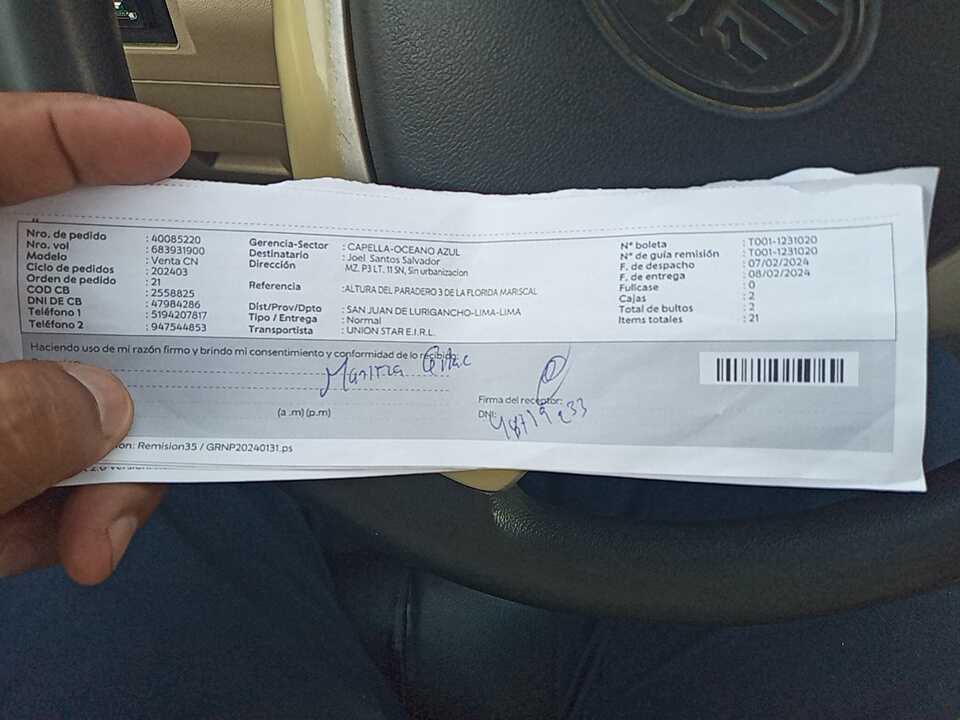 Nro. de pedido : 40085220
Nro. vol : 683931900
Modelo : Venta CN
Ciclo de pedidos : 202403
Orden de pedido : 21
COD CB : 2558825
DNI DE CB : 47984286
Teléfono 1 : 5194207817
Teléfono 2 : 947544853
Gerencia-Sector : CAPELLA-OCEANO AZUL
Destinatario : Joel Santos Salvador
Dirección MZ. P3 LT. 11 SN, Sin urbanizacion
Referencia :ALTURA DEL PARADERO 3 DE LA FLORIDA MARISCAL
Dist/Prov/Dpto : SAN JUAN DE LURIGANCHO-LIMA-LIMA
Tipo / Entrega : Normal
Transportista : UNION STAR E.I.R.L.
N° boleta : T001-1231020
N° de guía remisión : T001-1231020
F. de despacho : 07/02/2024
F. de entrega : 08/02/2024
Fullcase : 0
Cajas : 2
Total de bultos : 2
Items totales : 21
Haciendo uso de mi razón firmo y brindo mi consentimiento y conformidad de lo recibido:
(a .m) (p.m)
Firma del receptor:
DNI:
Remision35 / GRNP20240131.ps